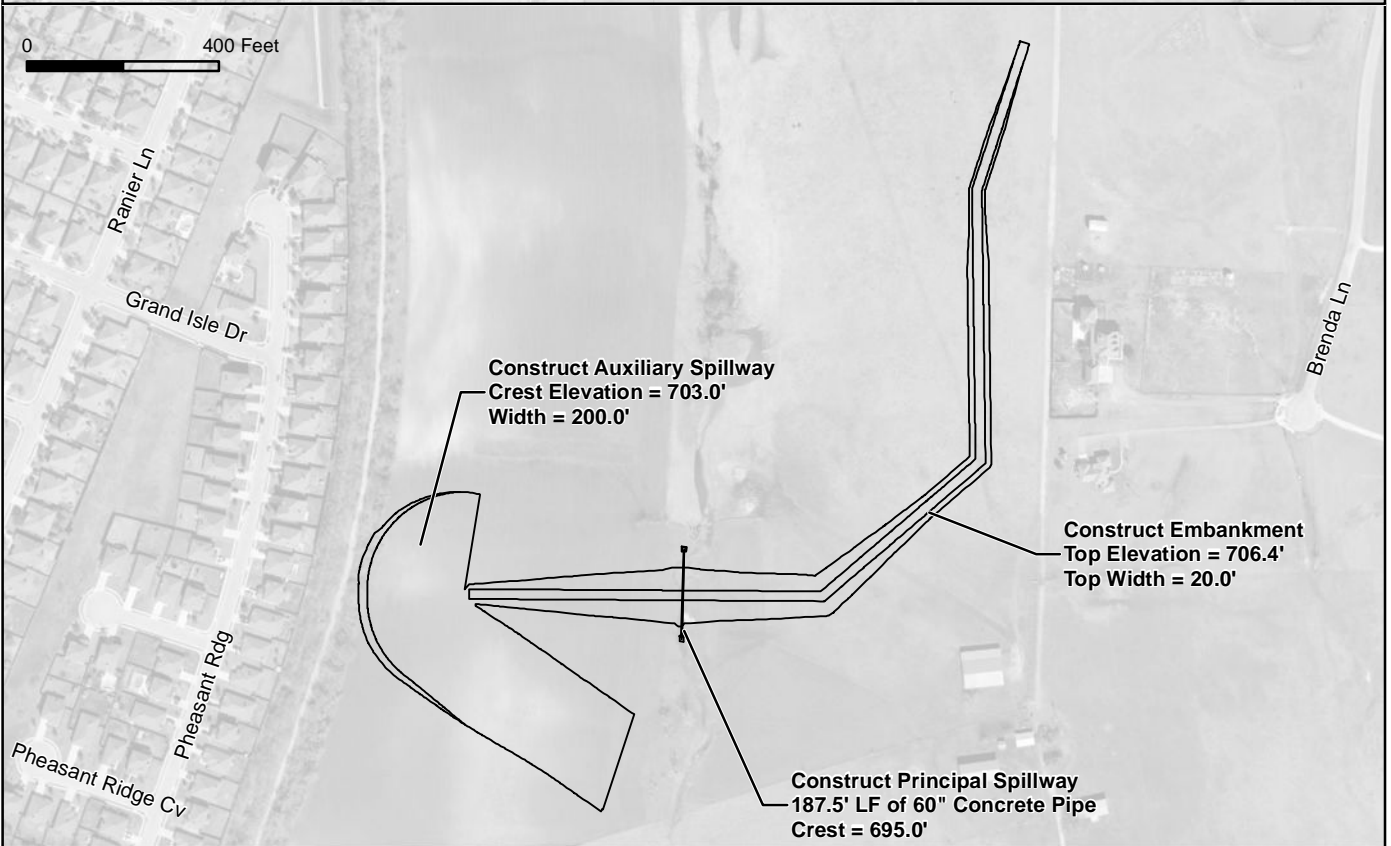 0 400 Feet
Ranier Ln
Grand Isle Dr
Brenda Ln
Construct Auxiliary Spillway
Crest Elevation = 703.0'
Width = 200.0'
Construct Embankment
Top Elevation = 706.4'
Top Width = 20.0'
Pheasant Rdg
Pheasant Ridge Cv
Construct Principal Spillway
187.5' LF of 60" Concrete Pipe
Crest = 695.0'